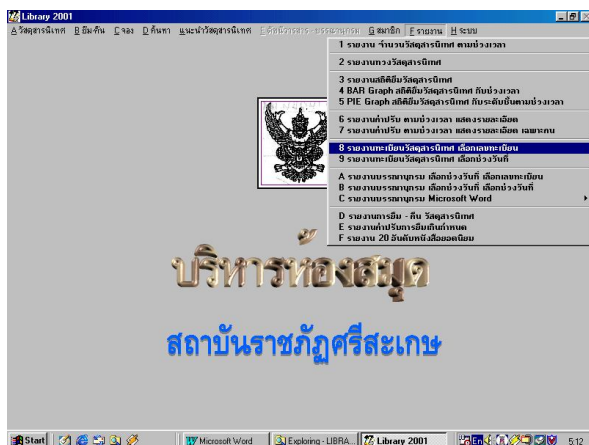 Library 2001
A วัสดุสารนิเทศ B ยืม-คืน C จอง D ค้นหา แนะนำวัสดุสารนิเทศ E ดัชนีวารสาร - บรรณานุกรม G สมาชิก F รายงาน H ระบบ
1 รายงาน จำนวนวัสดุสารนิเทศ ตามช่วงเวลา
2 รายงานทวงวัสดุสารนิเทศ
3 รายงานสถิติยืมวัสดุสารนิเทศ
4 BAR Graph สถิติยืมวัสดุสารนิเทศ กับช่วงเวลา
5 PIE Graph สถิติยืมวัสดุสารนิเทศ กับระดับชั้นตามช่วงเวลา
6 รายงานค่าปรับ ตามช่วงเวลา แสดงรายละเอียด
7 รายงานค่าปรับ ตามช่วงเวลา แสดงรายละเอียด เฉพาะคน
8 รายงานทะเบียนวัสดุสารนิเทศ เลือกเลขทะเบียน
9 รายงานทะเบียนวัสดุสารนิเทศ เลือกช่วงวันที่
A รายงานบรรณานุกรม เลือกช่วงวันที่ เลือกเลขทะเบียน
B รายงานบรรณานุกรม เลือกช่วงวันที่ เลือกช่วงวันที่
C รายงานบรรณานุกรม Microsoft Word
D รายงานการยืม - คืน วัสดุสารนิเทศ
E รายงานค่าปรับการยืมเกินกำหนด
F รายงาน 20 อันดับหนังสือยอดนิยม
บริหารห้องสมุด
สถาบันราชภัฏศรีสะเกษ
Start Microsoft Word Exploring - LIBRA... Library 2001 En 5:12